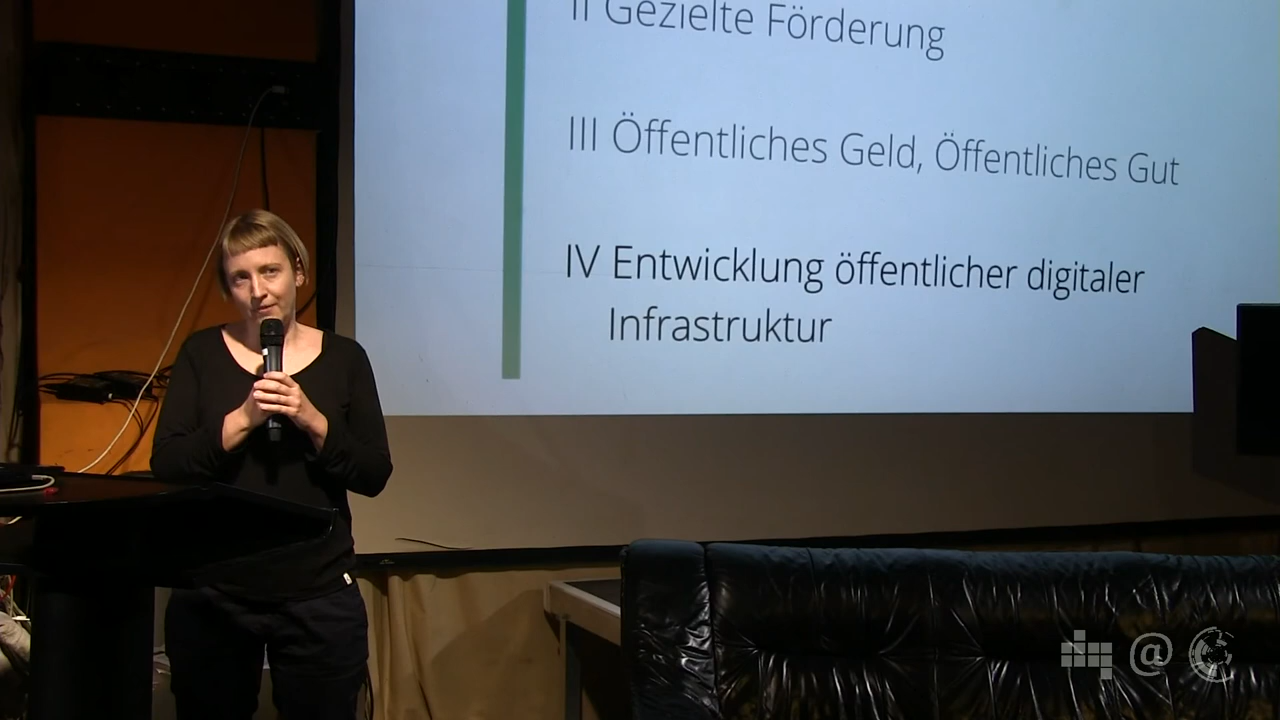 II Gezielte Förderung
III Öffentliches Geld, Öffentliches Gut
IV Entwicklung öffentlicher digitaler
Infrastruktur
@